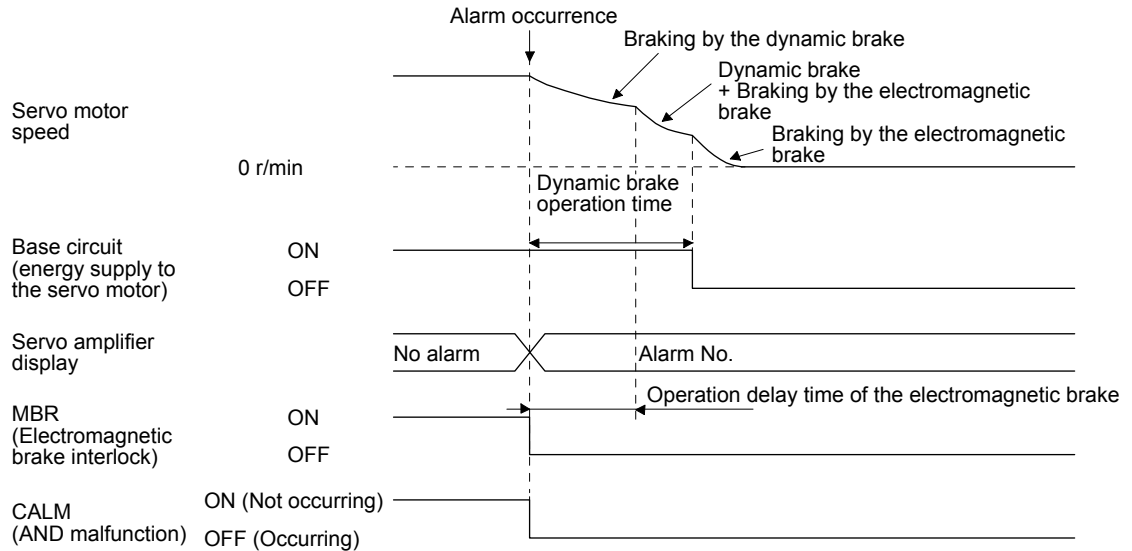 Alarm occurrence
Braking by the dynamic brake
Dynamic brake
+ Braking by the electromagnetic
brake
Braking by the electromagnetic
brake
Servo motor
speed
0 r/min
Dynamic brake
operation time
Base circuit
(energy supply to
the servo motor)
ON
OFF
Servo amplifier
display
No alarm
Alarm No.
Operation delay time of the electromagnetic brake
MBR
(Electromagnetic
brake interlock)
ON
OFF
CALM
(AND malfunction)
ON (Not occurring)
OFF (Occurring)